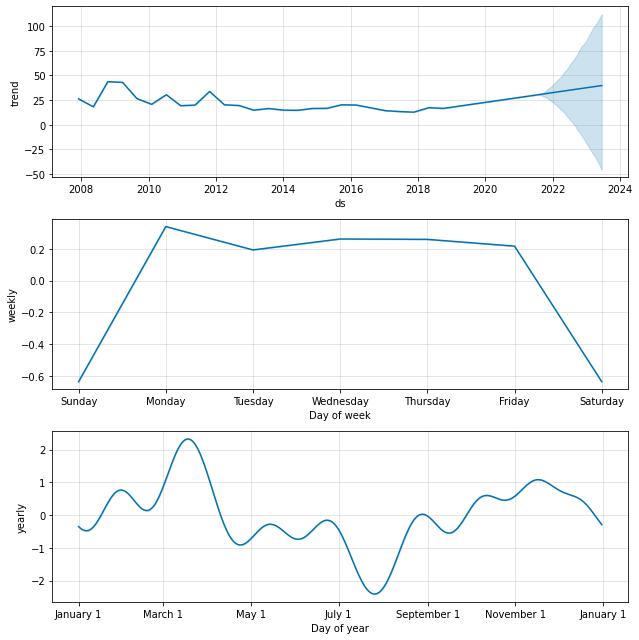 trend
100
75
50
25
0
−25
−50
2008 2010 2012 2014 2016 2018 2020 2022 2024
ds
weekly
0.2
0.0
−0.2
−0.4
−0.6
Sunday Monday Tuesday Wednesday Thursday Friday Saturday
Day of week
yearly
2
1
0
−1
−2
January 1 March 1 May 1 July 1 September 1 November 1 January 1
Day of year